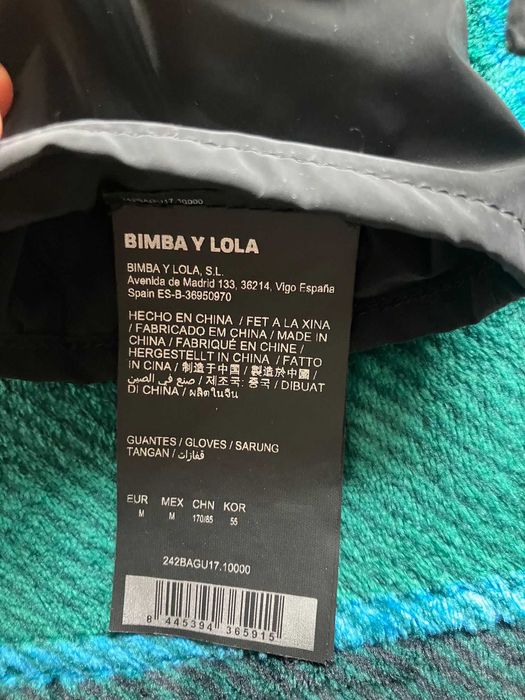 242BAGU17.10000
BIMBA Y LOLA
BIMBA Y LOLA, S.L.
Avenida de Madrid 133, 36214, Vigo España
Spain ES-B-36950970
HECHO EN CHINA / FET A LA XINA
/ FABRICADO EM CHINA / MADE IN
CHINA / FABRIQUÉ EN CHINE /
HERGESTELLT IN CHINA / FATTO
IN CINA / 制造于中国 / 製造於中國 /
صنع في الصين / 제조국: 중국 / DIBUAT
DI CHINA / ผลิตในจีน
GUANTES / GLOVES / SARUNG
TANGAN / قفازات
EUR MEX CHN KOR
M M 170/85 55
242BAGU17.10000
8 445394 365915